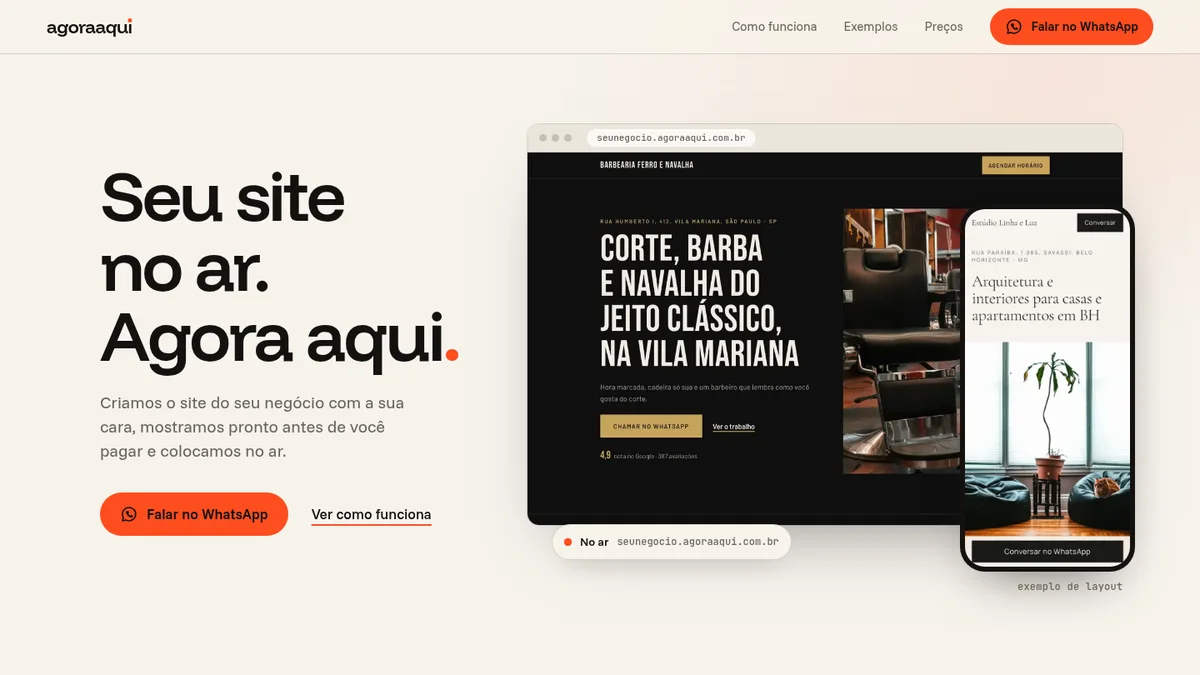 agoraaqui
Como funciona
Exemplos
Preços
Falar no WhatsApp
Seu site
no ar.
Agora aqui.
Criamos o site do seu negócio com a sua
cara, mostramos pronto antes de você
pagar e colocamos no ar.
Falar no WhatsApp
Ver como funciona
seunegocio.agoraaqui.com.br
BARBEARIA FERRO E NAVALHA
AGENDAR HORÁRIO
RUA HUMBERTO I, 412, VILA MARIANA, SÃO PAULO - SP
CORTE, BARBA
E NAVALHA DO
JEITO CLÁSSICO,
NA VILA MARIANA
Hora marcada, cadeira só sua e um barbeiro que lembra como você
gosta do corte.
CHAMAR NO WHATSAPP
Ver o trabalho
4,9 nota no Google · 387 avaliações
Estúdio Linha e Luz
Conversar
RUA PARAÍBA, 1.065, SAVASSI, BELO
HORIZONTE - MG
Arquitetura e
interiores para casas e
apartamentos em BH
Conversar no WhatsApp
No ar seunegocio.agoraaqui.com.br
exemplo de layout